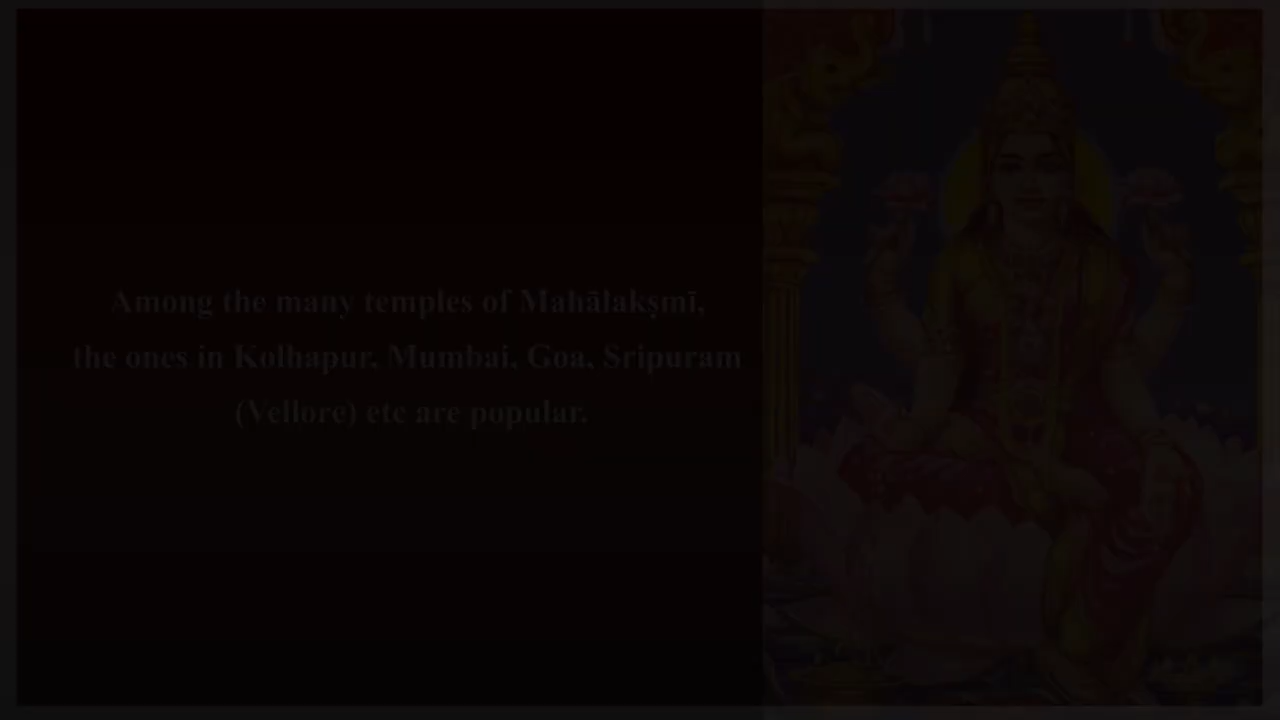 Among the many temples of Mahālakṣmī,
the ones in Kolhapur, Mumbai, Goa, Sripuram
(Vellore) etc are popular.